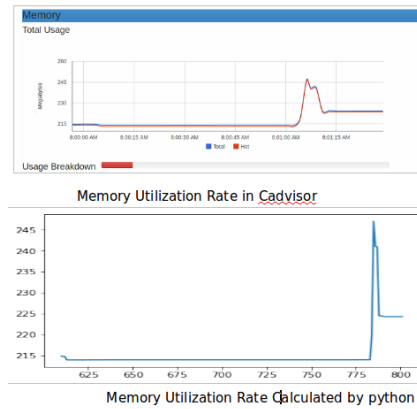 Memory
Total Usage
260
245
230
215
Megabytes
8:00:00 AM 8:00:15 AM 8:00:30 AM 8:00:45 AM 8:01:00 AM 8:01:15 AM
Total Hot
Usage Breakdown
Memory Utilization Rate in Cadvisor
245
240
235
230
225
220
215
625 650 675 700 725 750 775 800
Memory Utilization Rate Calculated by python